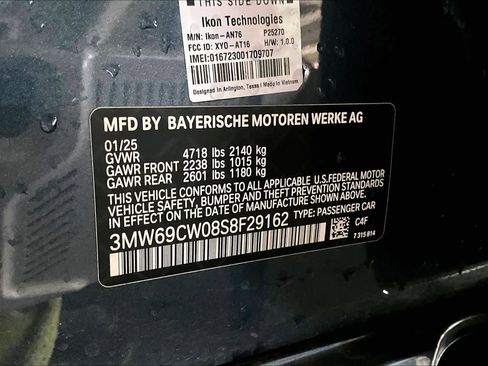 THIS SIDE DOWN
Ikon Technologies
M/N: Ikon-AN76 P25270
FCC ID: XYO-AT16 H/W: 1.0.0
IMEI:016723001709707
Designed in Arlington, Texas | Made in Vietnam
MFD BY BAYERISCHE MOTOREN WERKE AG
01/25
GVWR 4718 lbs 2140 kg
GAWR FRONT 2238 lbs 1015 kg
GAWR REAR 2601 lbs 1180 kg
THIS VEHICLE CONFORMS TO ALL APPLICABLE U.S.FEDERAL MOTOR
VEHICLE SAFETY, BUMPER AND THEFT PREVENTION STANDARDS
IN EFFECT ON THE DATE OF MANUFACTURE SHOWN ABOVE.
3MW69CW08S8F29162 TYPE: PASSENGER CAR
C4F
7 315 814